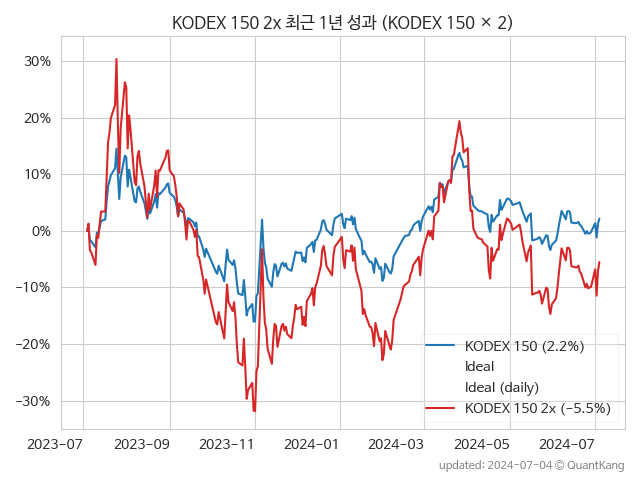 KODEX 150 2x 최근 1년 성과 (KODEX 150 × 2)
30%
20%
10%
0%
−10%
−20%
−30%
KODEX 150 (2.2%)
Ideal
Ideal (daily)
KODEX 150 2x (−5.5%)
2023−07 2023−09 2023−11 2024−01 2024−03 2024−05 2024−07
updated: 2024-07-04 © QuantKang